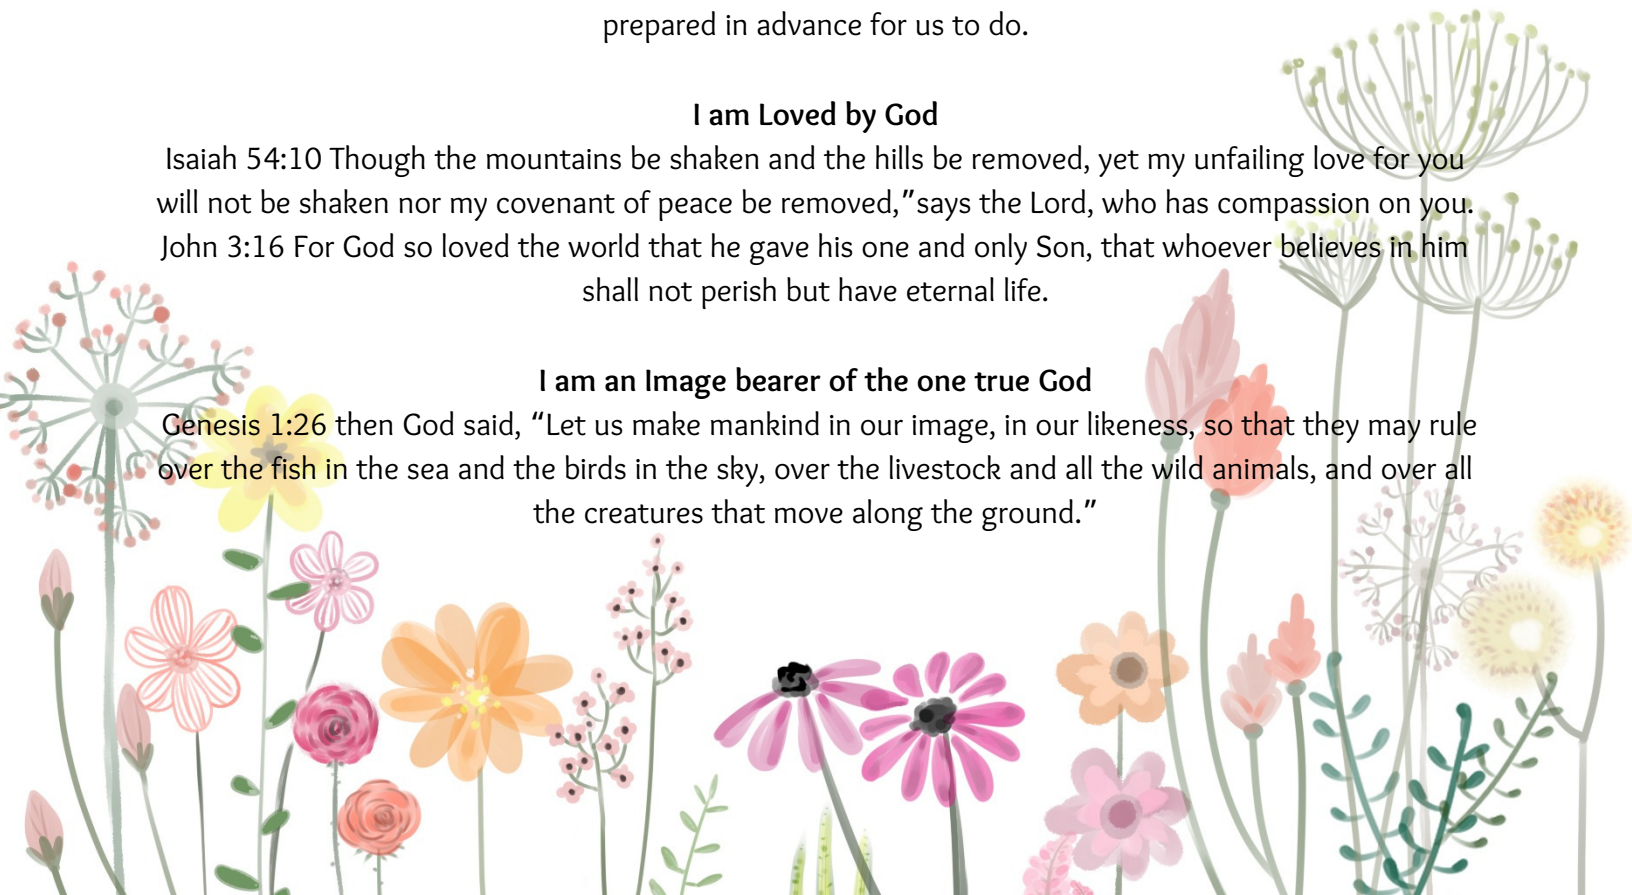 prepared in advance for us to do.
I am Loved by God
Isaiah 54:10 Though the mountains be shaken and the hills be removed, yet my unfailing love for you
will not be shaken nor my covenant of peace be removed,”says the Lord, who has compassion on you.
John 3:16 For God so loved the world that he gave his one and only Son, that whoever believes in him
shall not perish but have eternal life.
I am an Image bearer of the one true God
Genesis 1:26 then God said, “Let us make mankind in our image, in our likeness, so that they may rule
over the fish in the sea and the birds in the sky, over the livestock and all the wild animals, and over all
the creatures that move along the ground.”